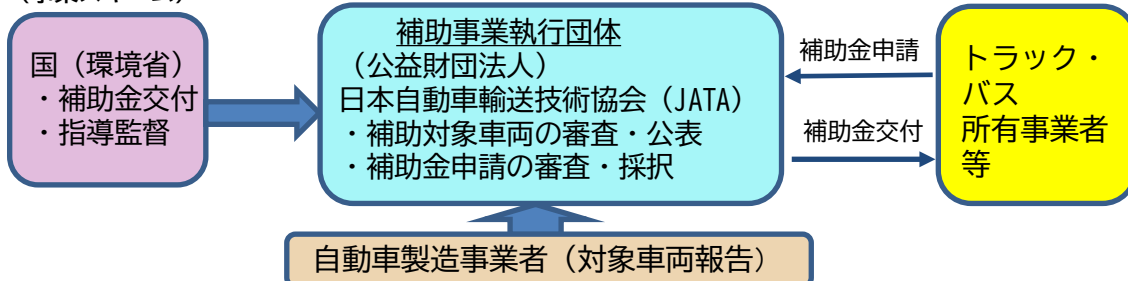 国（環境省）
・補助金交付
・指導監督
補助事業執行団体
（公益財団法人）
日本自動車輸送技術協会（JATA）
・補助対象車両の審査・公表
・補助金申請の審査・採択
補助金申請
補助金交付
トラック・
バス
所有事業者
等
自動車製造事業者（対象車両報告）